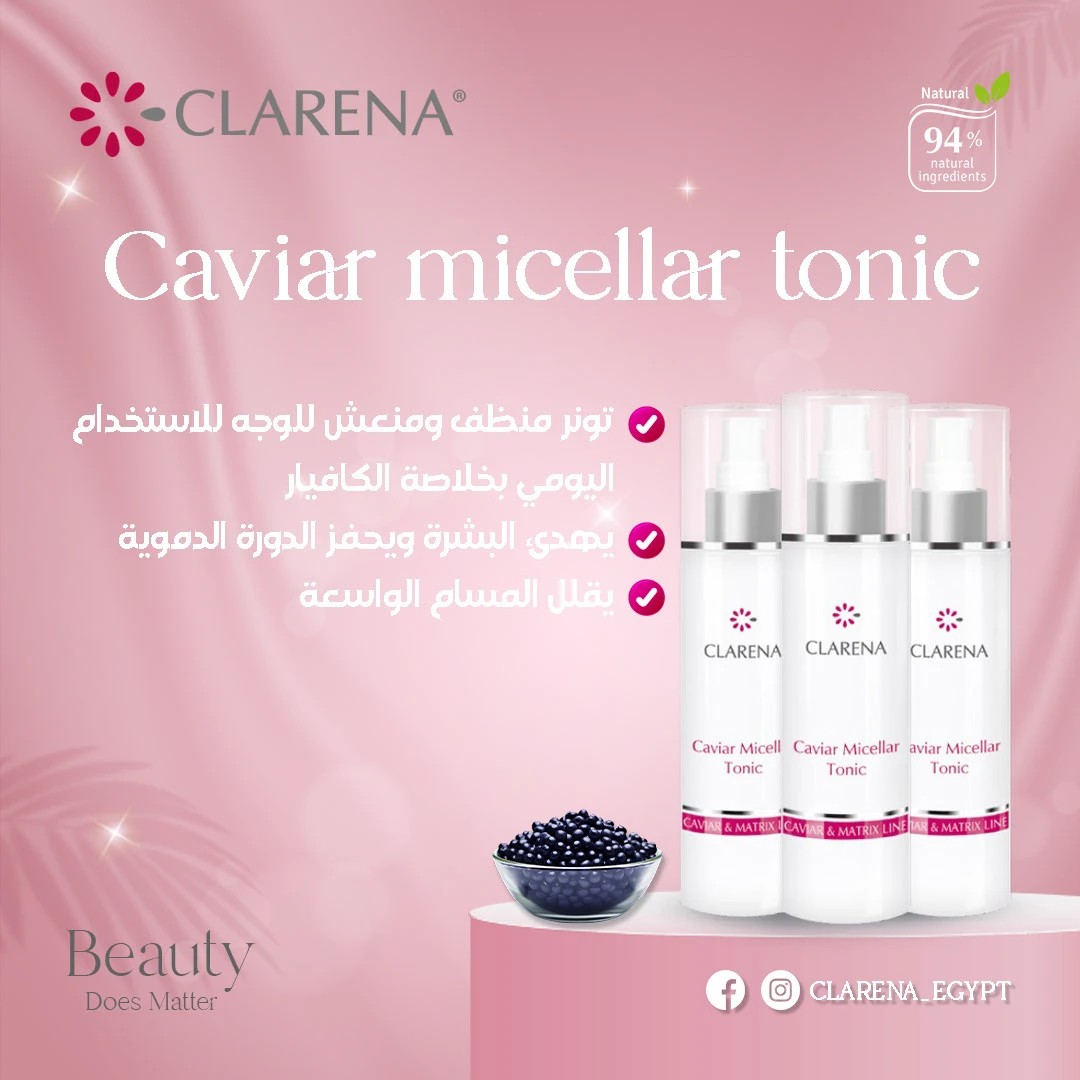 CLARENA®
Natural
94%
natural
ingredients
Caviar micellar tonic
تونر منظف ومنعش للوجه للاستخدام
اليومي بخلاصة الكافيار
يهدئ البشرة ويحفز الدورة الدموية
يقلل المسام الواسعة
CLARENA
Caviar Micell
Tonic
CAVIAR & MATRIX L
CLARENA
Caviar Micellar
Tonic
CAVIAR & MATRIX LINE
CLARENA
aviar Micellar
Tonic
IAR & MATRIX LINE
Beauty
Does Matter
CLARENA_EGYPT